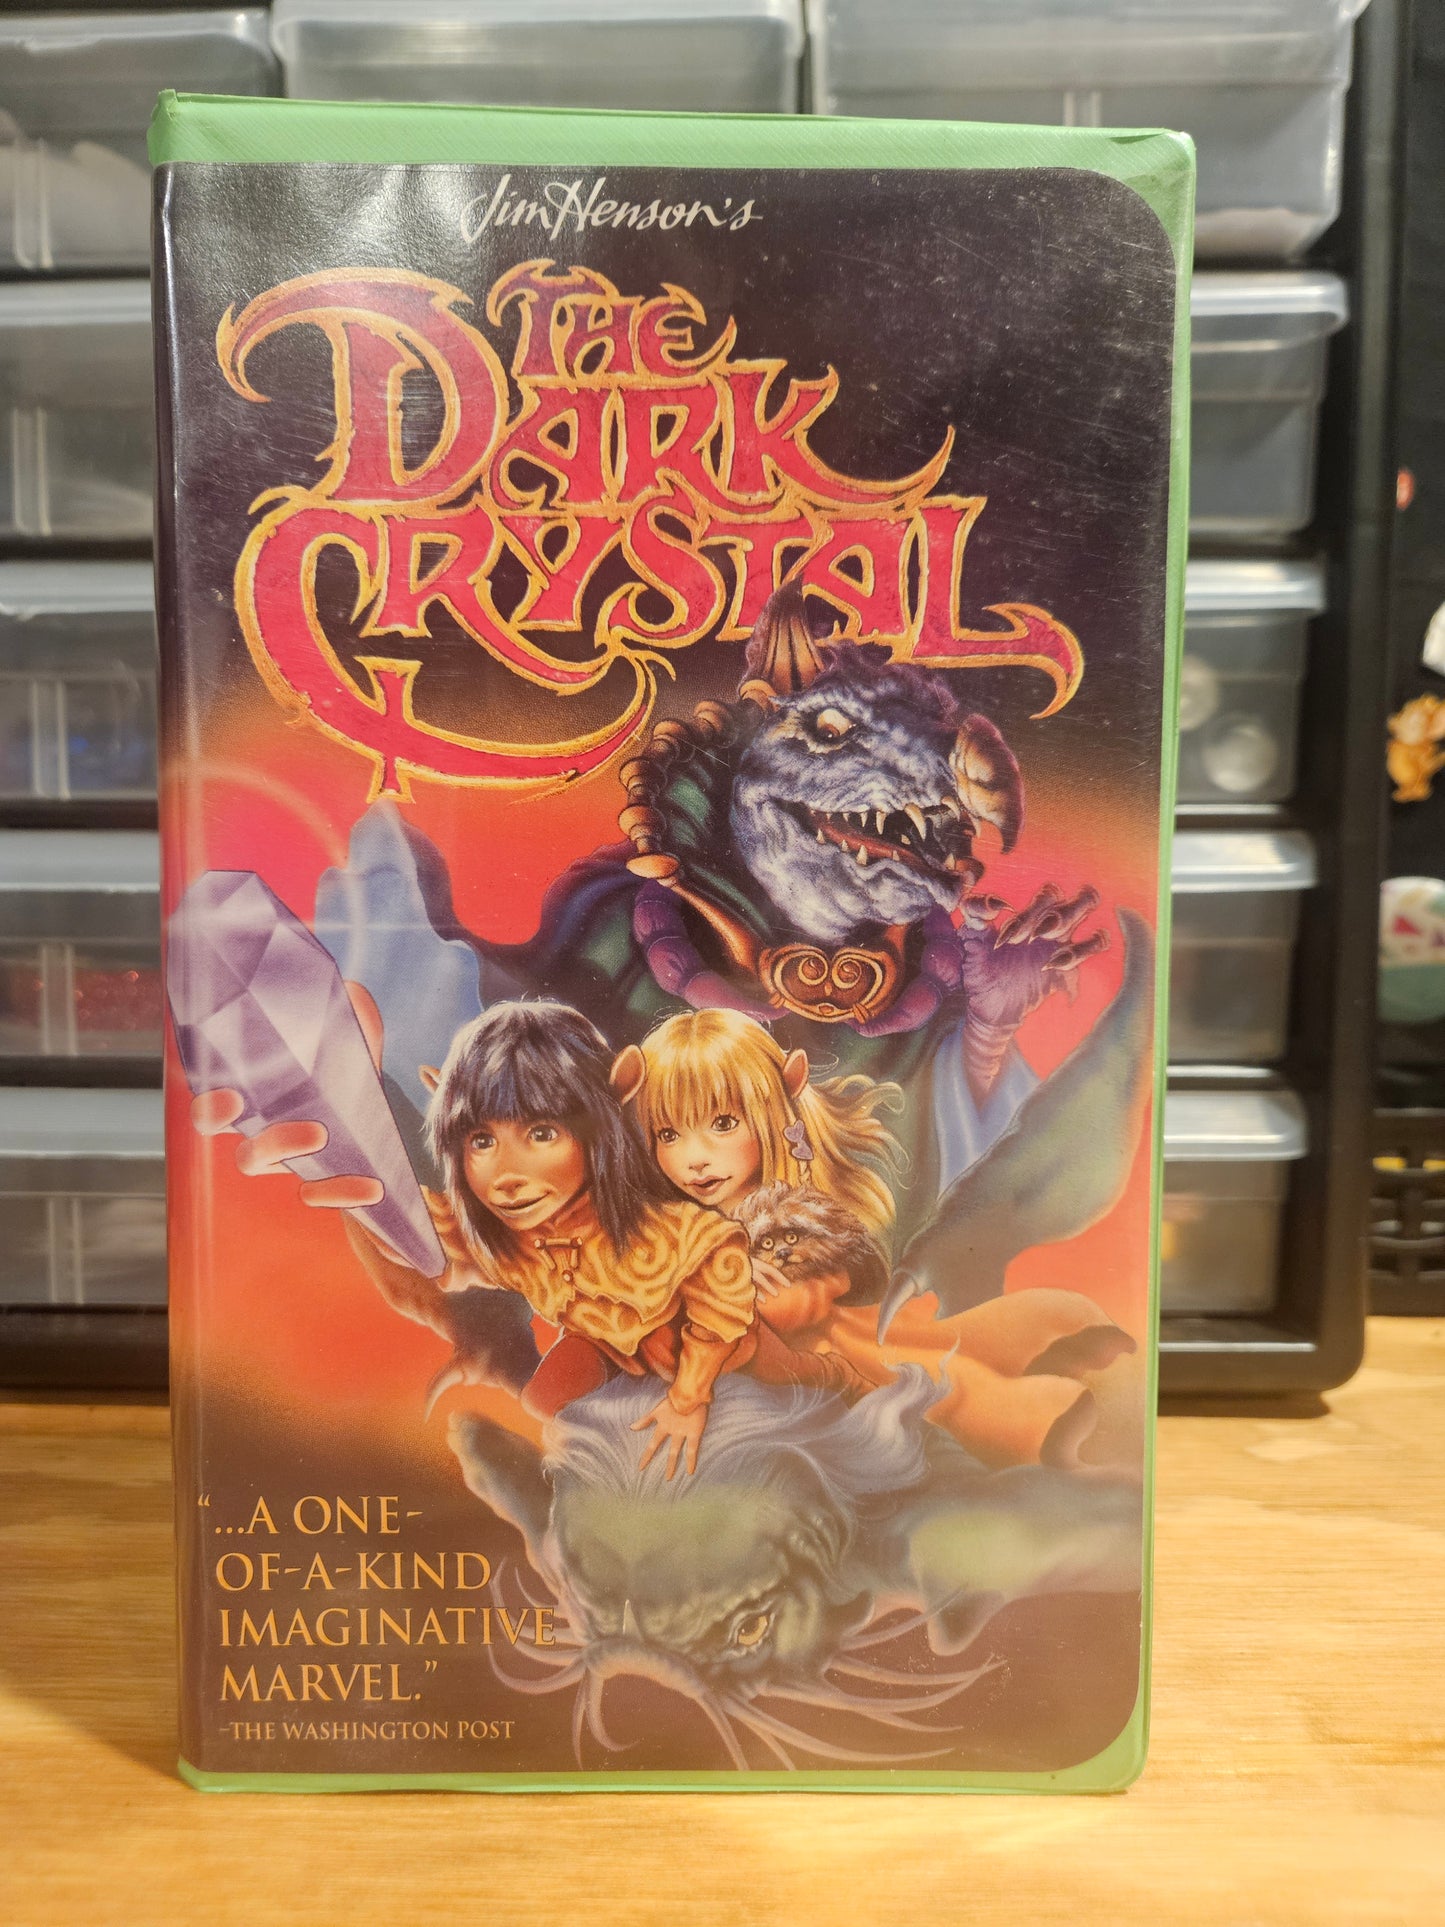 Jim Henson's
THE
DARK
CRYSTAL
"...A ONE-
OF-A-KIND
IMAGINATIVE
MARVEL."
-THE WASHINGTON POST